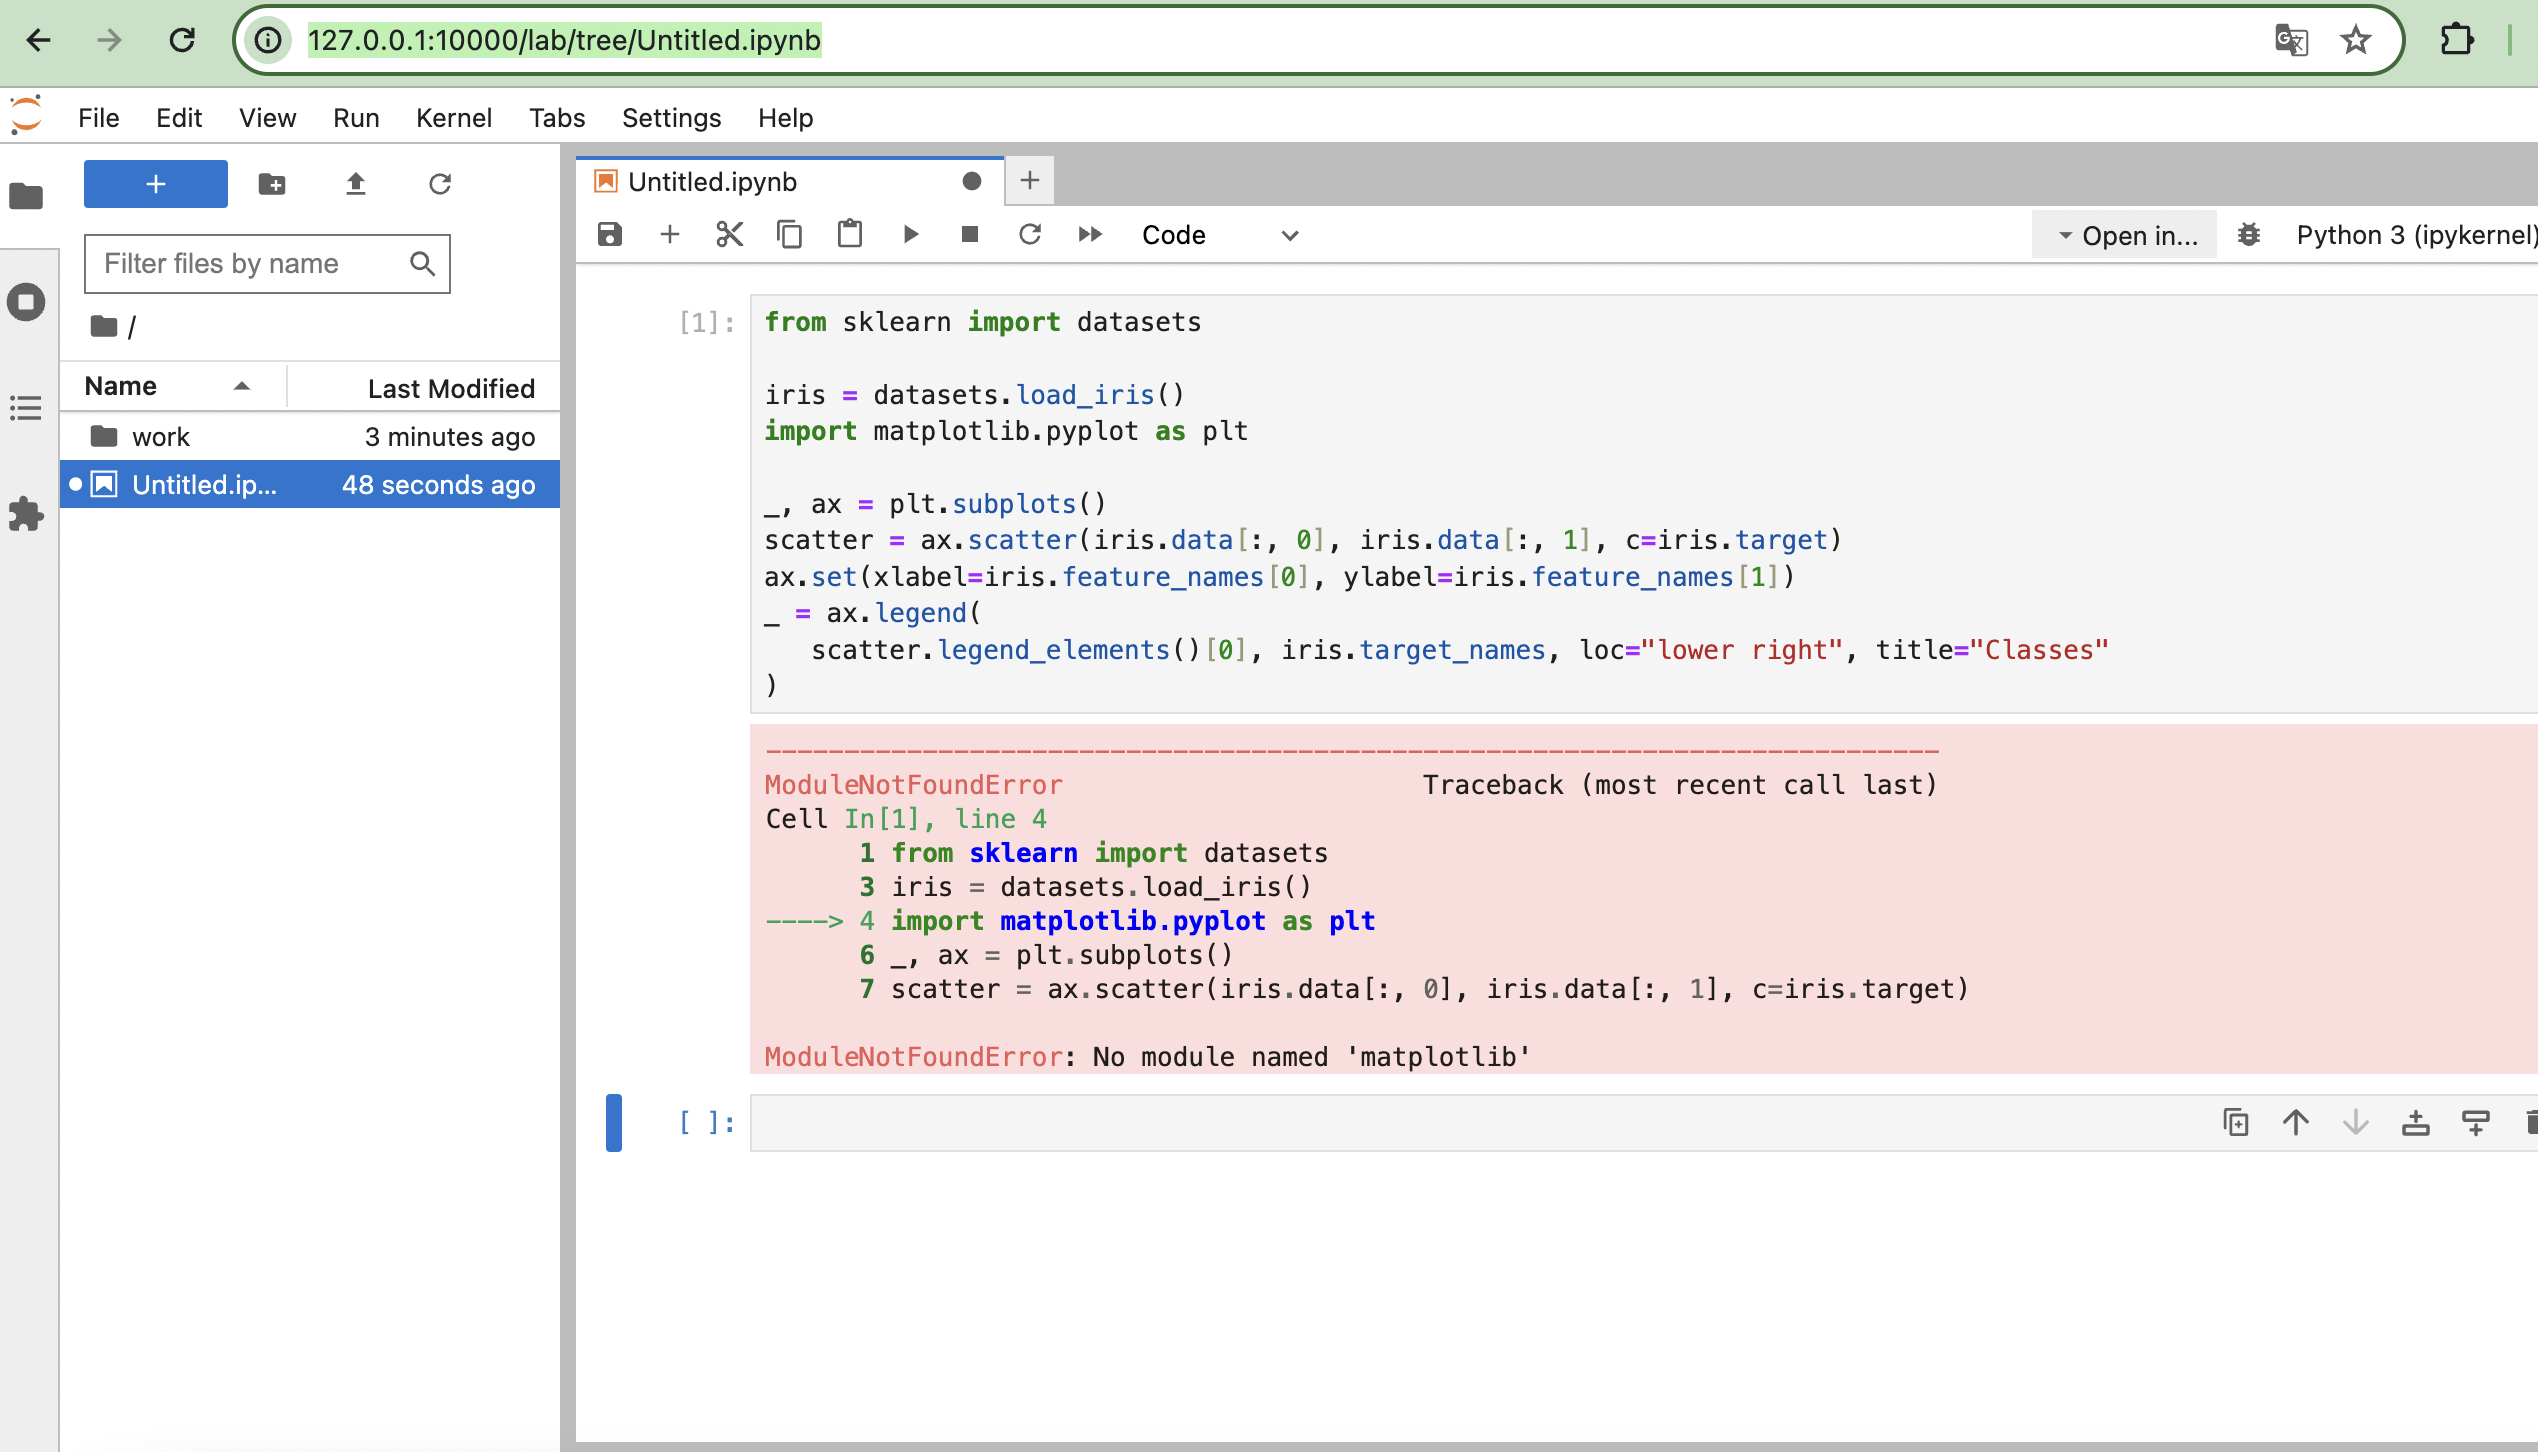 127.0.0.1:10000/lab/tree/Untitled.ipynb
File Edit View Run Kernel Tabs Settings Help
Untitled.ipynb
Filter files by name
Code
Open in...
Python 3 (ipykernel)
/
Name Last Modified
work 3 minutes ago
Untitled.ip... 48 seconds ago
[1]:
from sklearn import datasets
iris = datasets.load_iris()
import matplotlib.pyplot as plt
_, ax = plt.subplots()
scatter = ax.scatter(iris.data[:, 0], iris.data[:, 1], c=iris.target)
ax.set(xlabel=iris.feature_names[0], ylabel=iris.feature_names[1])
_ = ax.legend(
   scatter.legend_elements()[0], iris.target_names, loc="lower right", title="Classes"
)
---------------------------------------------------------------------------
ModuleNotFoundError                       Traceback (most recent call last)
Cell In[1], line 4
      1 from sklearn import datasets
      3 iris = datasets.load_iris()
----> 4 import matplotlib.pyplot as plt
      6 _, ax = plt.subplots()
      7 scatter = ax.scatter(iris.data[:, 0], iris.data[:, 1], c=iris.target)
ModuleNotFoundError: No module named 'matplotlib'
[ ]: